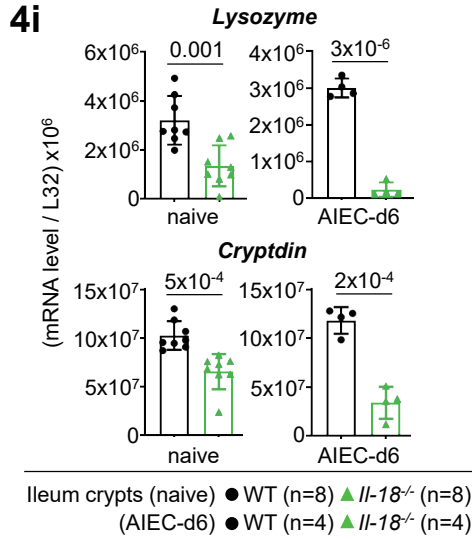 4i
Lysozyme
(mRNA level / L32) x10⁶
6x10⁶
4x10⁶
2x10⁶
0
0.001
naive
4x10⁶
3x10⁶
2x10⁶
1x10⁶
0
3x10⁻⁶
AIEC-d6
Cryptdin
15x10⁷
10x10⁷
5x10⁷
0
5x10⁻⁴
naive
15x10⁷
10x10⁷
5x10⁷
0
2x10⁻⁴
AIEC-d6
Ileum crypts (naive) ● WT (n=8) ▲ Il-18⁻/⁻ (n=8)
(AIEC-d6) ● WT (n=4) ▲ Il-18⁻/⁻ (n=4)